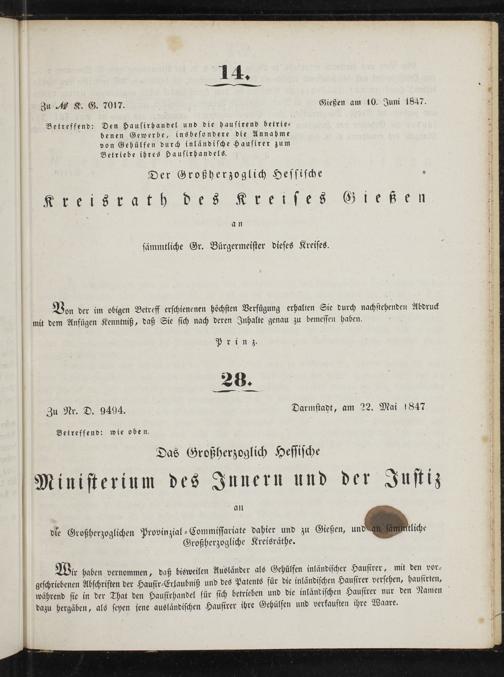 14.
Zu № K. G. 7017.
Gießen am 10. Juni 1847.
Betreffend: Den Hausirhandel und die hausirend betrie-
benen Gewerbe, insbesondere die Annahme
von Gehülfen durch inländische Hausirer zum
Betriebe ihres Hausirhandels.
Der Großherzoglich Hessische
Kreisrath des Kreises Gießen
an
sämmtliche Gr. Bürgermeister dieses Kreises.
Von der im obigen Betreff erschienenen höchsten Verfügung erhalten Sie durch nachstehenden Abdruck
mit dem Anfügen Kenntniß, daß Sie sich nach deren Inhalte genau zu bemessen haben.
Prinz.
28.
Zu Nr. D. 9494.
Darmstadt, am 22. Mai 1847
Betreffend: wie oben.
Das Großherzoglich Hessische
Ministerium des Innern und der Justiz
an
die Großherzoglichen Provinzial-Commissariate dahier und zu Gießen, und an sämmtliche
Großherzogliche Kreisräthe.
Wir haben vernommen, daß bisweilen Ausländer als Gehülfen inländischer Hausirer, mit den vor-
geschriebenen Abschriften der Hausir-Erlaubniß und des Patents für die inländischen Hausirer versehen, hausirten,
während sie in der That den Hausirhandel für sich betrieben und die inländischen Hausirer nur den Namen
dazu hergäben, als seyen jene ausländischen Hausirer ihre Gehülfen und verkauften ihre Waare.